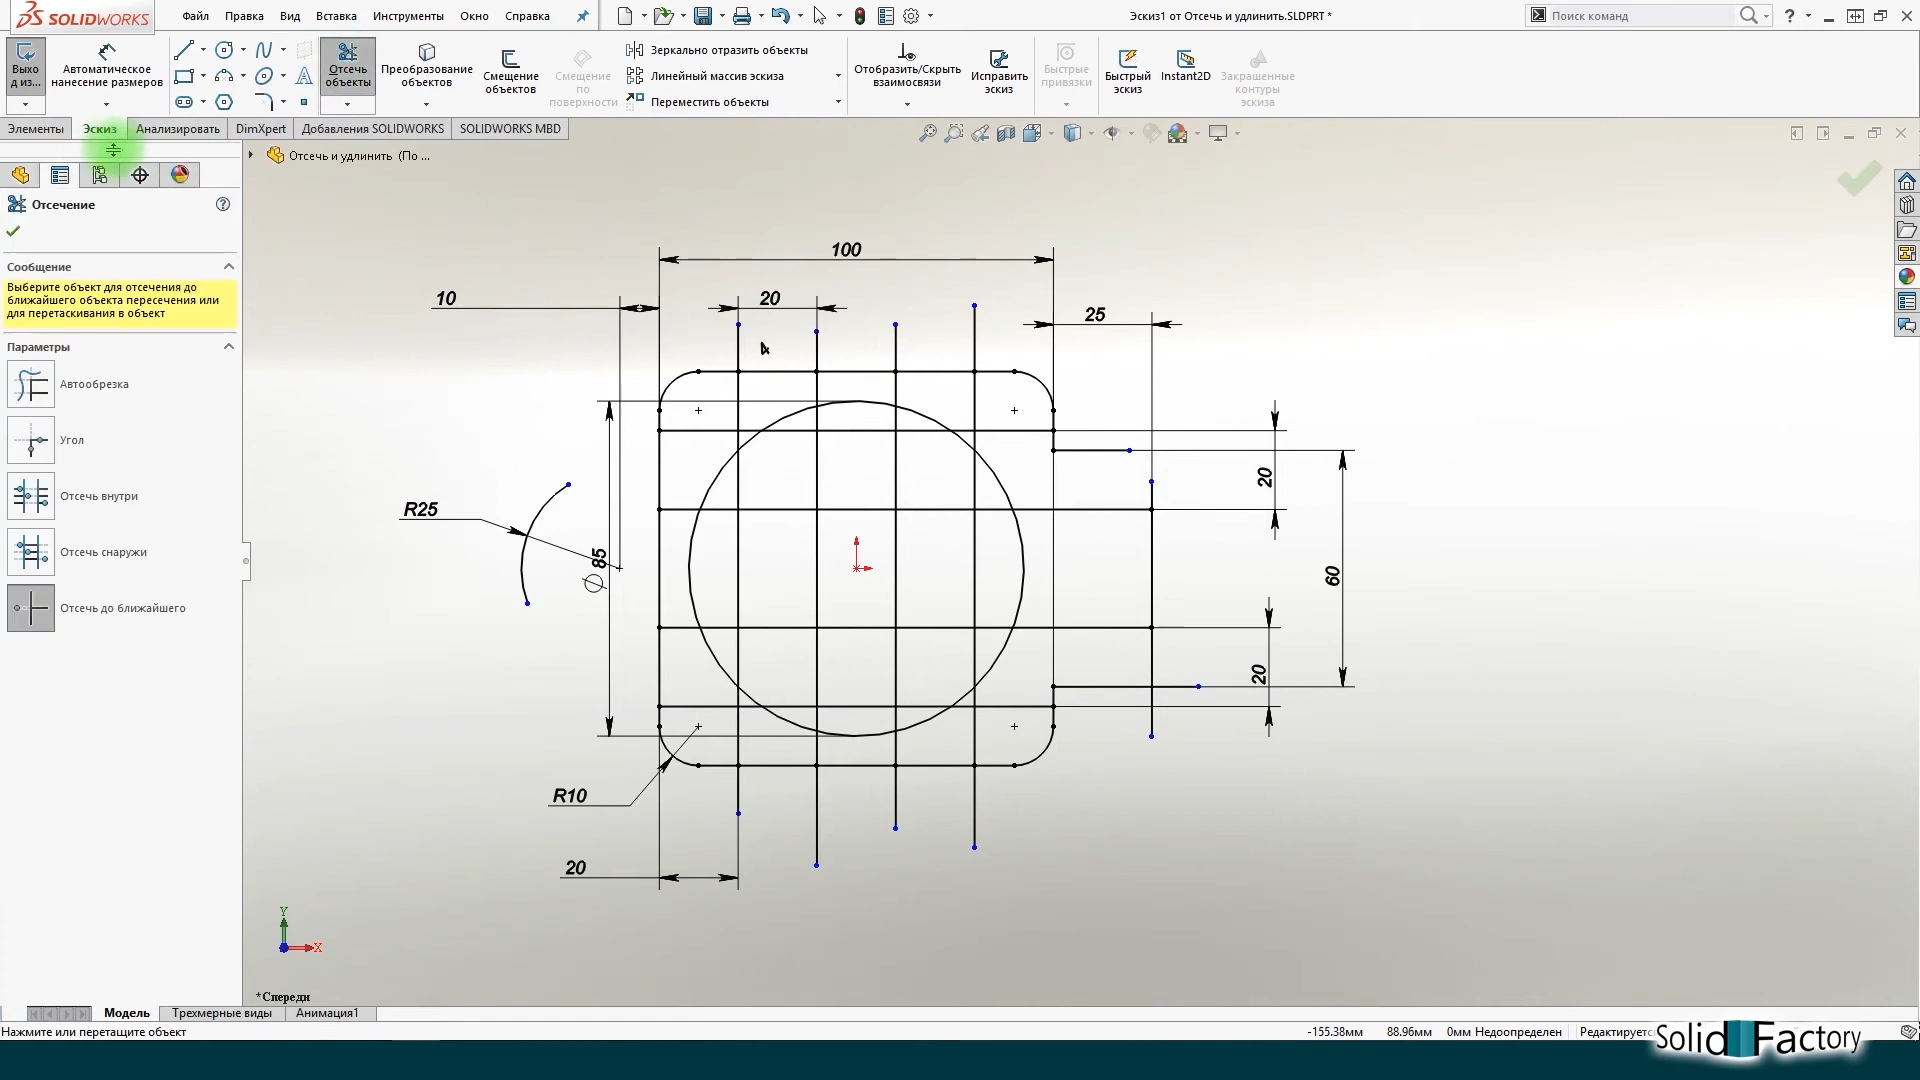 SOLIDWORKS
Файл Правка Вид Вставка Инструменты Окно Справка
Эскиз1 от Отсечь и удлинить.SLDPRT *
Поиск команд
Выхо
д из...
Автоматическое
нанесение размеров
Отсечь
объекты
Преобразование
объектов
Смещение
объектов
Смещение
по
поверхности
Зеркально отразить объекты
Линейный массив эскиза
Переместить объекты
Отобразить/Скрыть
взаимосвязи
Исправить
эскиз
Быстрые
привязки
Быстрый
эскиз
Instant2D
Закрашенные
контуры
эскиза
Элементы Эскиз Анализировать DimXpert Добавления SOLIDWORKS SOLIDWORKS MBD
Отсечь и удлинить (По ...
Отсечение
Сообщение
Выберите объект для отсечения до
ближайшего объекта пересечения или
для перетаскивания в объект
Параметры
Автообрезка
Угол
Отсечь внутри
Отсечь снаружи
Отсечь до ближайшего
100
10
20
25
R25
⌀85
20
60
20
R10
20
Y
X
*Спереди
Модель Трехмерные виды Анимация1
Нажмите или перетащите объект
-155.38мм 88.96мм 0мм Недоопределен
Solid Factory